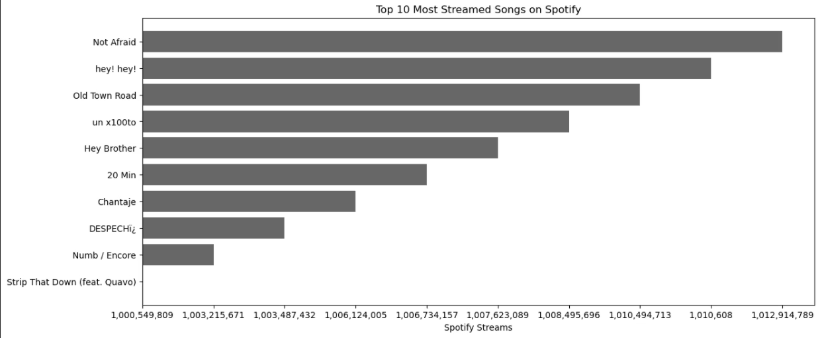 Top 10 Most Streamed Songs on Spotify
Not Afraid
hey! hey!
Old Town Road
un x100to
Hey Brother
20 Min
Chantaje
DESPECHï¿
Numb / Encore
Strip That Down (feat. Quavo)
1,000,549,809 1,003,215,671 1,003,487,432 1,006,124,005 1,006,734,157 1,007,623,089 1,008,495,696 1,010,494,713 1,010,608 1,012,914,789
Spotify Streams